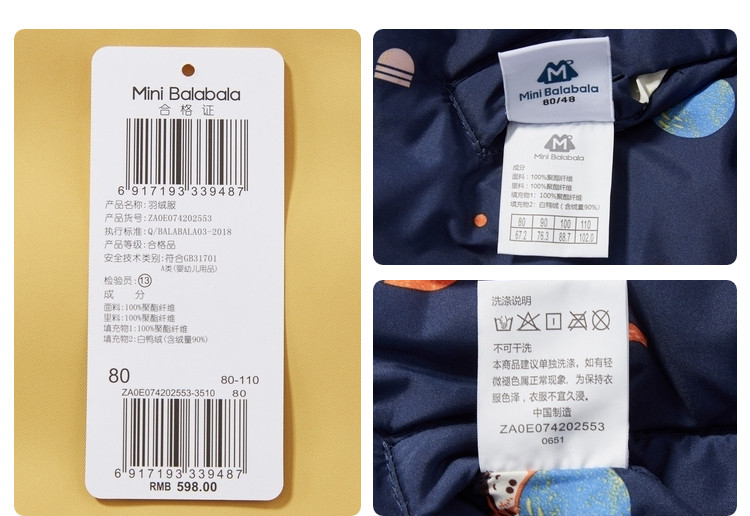 Mini Balabala
合 格 证
6 917193 339487
产品名称: 羽绒服
产品货号: ZA0E074202553
执行标准: Q/BALABALA03-2018
产品等级: 合格品
安全技术类别: 符合GB31701
A类(婴幼儿用品)
检验员: 13
成 分
面料: 100%聚酯纤维
里料: 100%聚酯纤维
填充物1: 100%聚酯纤维
填充物2: 白鸭绒(含绒量90%)
80
80-110
ZA0E074202553-3510 80
6 917193 339487
RMB 598.00
M
Mini Balabala
80/48
M
Mini Balabala
成分
面料: 100%聚酯纤维
里料: 100%聚酯纤维
填充物1: 100%聚酯纤维
填充物2: 白鸭绒(含绒量90%)
80 90 100 110
67.2 76.3 88.7 102.0
洗涤说明
不可干洗
本商品建议单独洗涤, 如有轻
微褪色属正常现象, 为保持衣
服色泽, 衣服不宜久浸。
中国制造
ZA0E074202553
0651